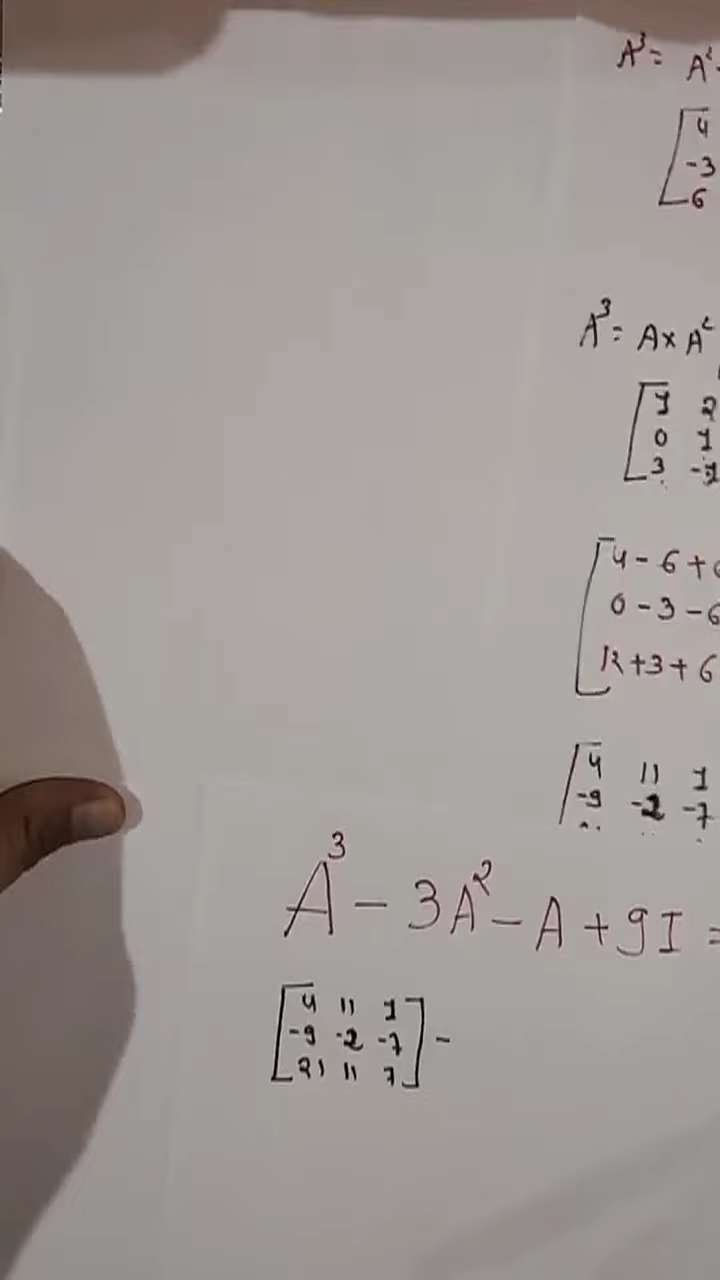 A³= A²
[4
-3
6
A³= A× A²
[1 2
0 1
3 -1
[4 - 6 +
0 - 3 - 6
12 + 3 + 6
[4 11 1
-9 -2 -7
A³ - 3A² - A + 9I =
[4 11 1
-9 -2 -7
21 11 7] -